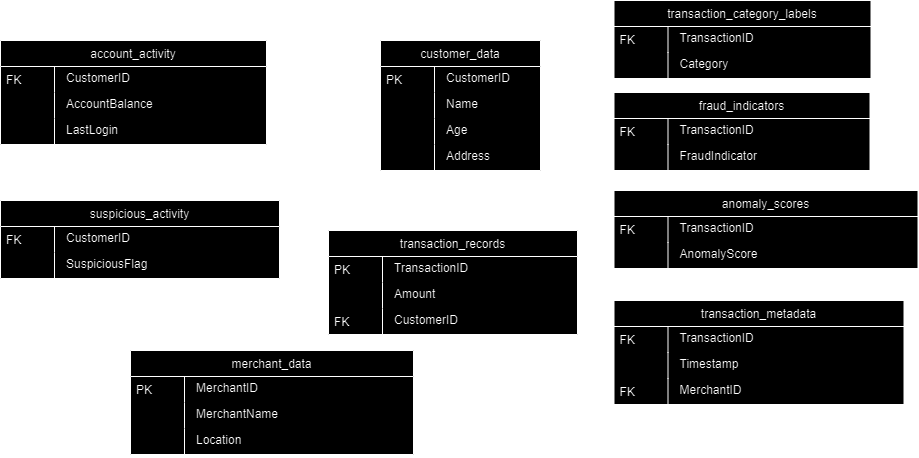 account_activity
FK CustomerID
AccountBalance
LastLogin
customer_data
PK CustomerID
Name
Age
Address
transaction_category_labels
FK TransactionID
Category
fraud_indicators
FK TransactionID
FraudIndicator
suspicious_activity
FK CustomerID
SuspiciousFlag
transaction_records
PK TransactionID
Amount
FK CustomerID
anomaly_scores
FK TransactionID
AnomalyScore
merchant_data
PK MerchantID
MerchantName
Location
transaction_metadata
FK TransactionID
Timestamp
FK MerchantID